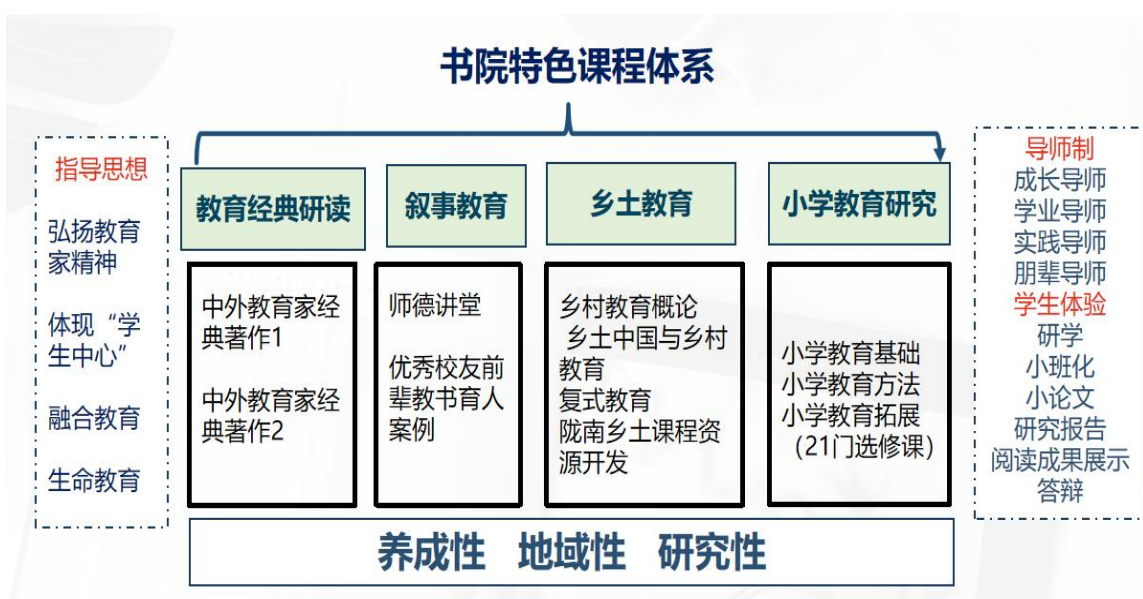 书院特色课程体系
指导思想
弘扬教育
家精神
体现“学
生中心”
融合教育
生命教育
教育经典研读
中外教育家经
典著作1
中外教育家经
典著作2
叙事教育
师德讲堂
优秀校友前
辈教书育人
案例
乡土教育
乡村教育概论
乡土中国与乡村
教育
复式教育
陇南乡土课程资
源开发
小学教育研究
小学教育基础
小学教育方法
小学教育拓展
（21门选修课）
导师制
成长导师
学业导师
实践导师
朋辈导师
学生体验
研学
小班化
小论文
研究报告
阅读成果展示
答辩
养成性 地域性 研究性